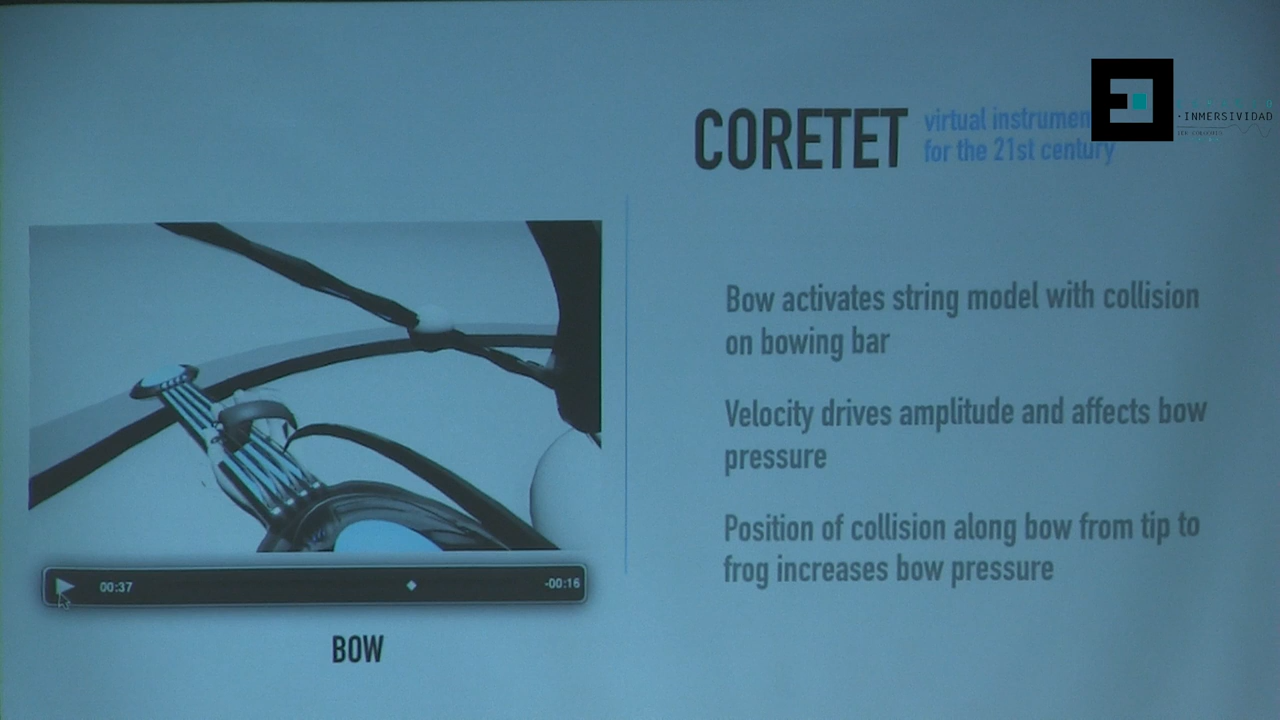 CORETET
virtual instrumen
for the 21st century
·INMERSIVIDAD
Bow activates string model with collision
on bowing bar
Velocity drives amplitude and affects bow
pressure
Position of collision along bow from tip to
frog increases bow pressure
00:37
-00:16
BOW